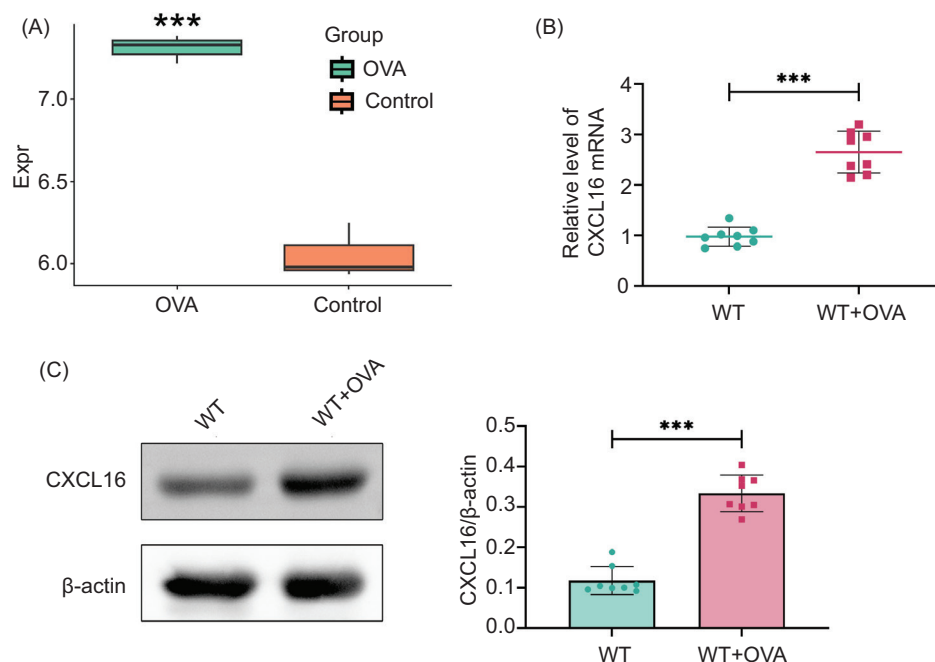 (A)
***
Group
OVA
Control
7.0
6.5
6.0
Expr
OVA
Control
(B)
***
Relative level of
CXCL16 mRNA
4
3
2
1
0
WT
WT+OVA
(C)
WT
WT+OVA
CXCL16
β-actin
***
CXCL16/β-actin
0.5
0.4
0.3
0.2
0.1
0.0
WT
WT+OVA